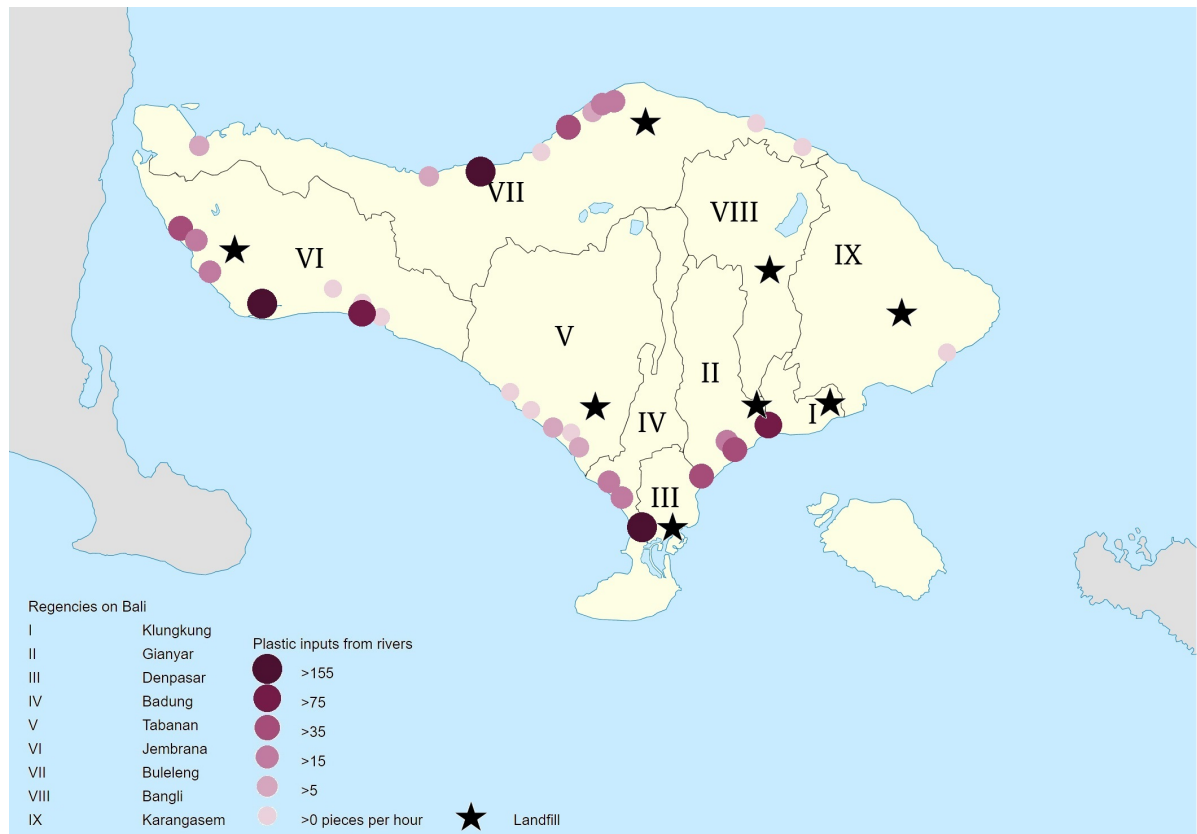 VII
VIII
VI
IX
V
II
IV
I
III
Regencies on Bali
I Klungkung
II Gianyar
III Denpasar
IV Badung
V Tabanan
VI Jembrana
VII Buleleng
VIII Bangli
IX Karangasem
Plastic inputs from rivers
>155
>75
>35
>15
>5
>0 pieces per hour
Landfill